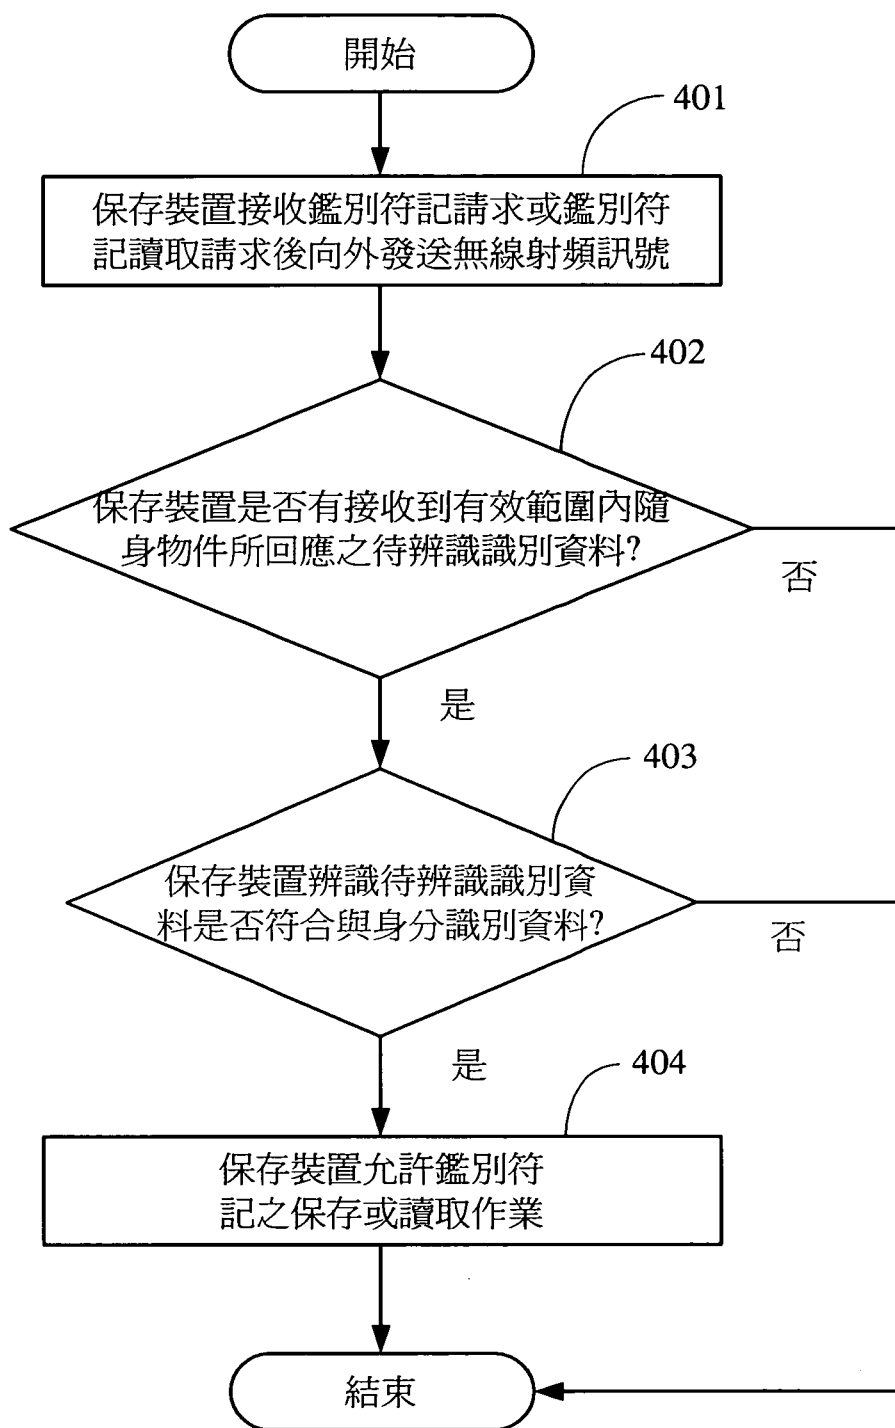 開始
401
保存裝置接收鑑別符記請求或鑑別符
記讀取請求後向外發送無線射頻訊號
402
保存裝置是否有接收到有效範圍內隨
身物件所回應之待辨識識別資料?
否
是
403
保存裝置辨識待辨識識別資
料是否符合與身分識別資料?
否
是
404
保存裝置允許鑑別符
記之保存或讀取作業
結束